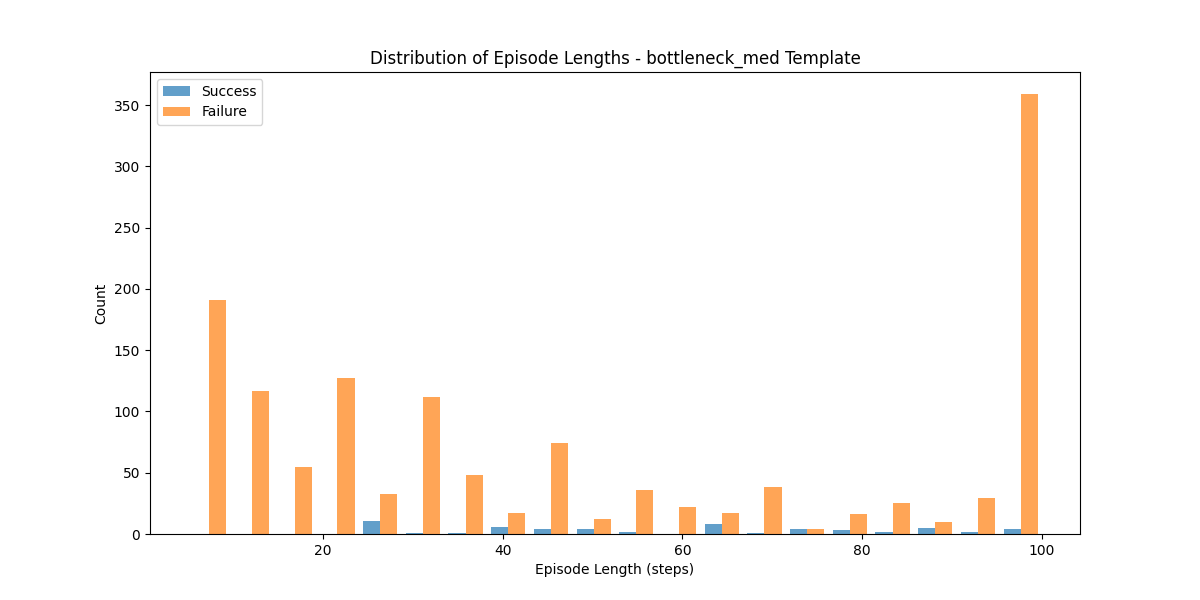 Distribution of Episode Lengths - bottleneck_med Template
Success
Failure
350
300
250
200
150
100
50
0
Count
20
40
60
80
100
Episode Length (steps)